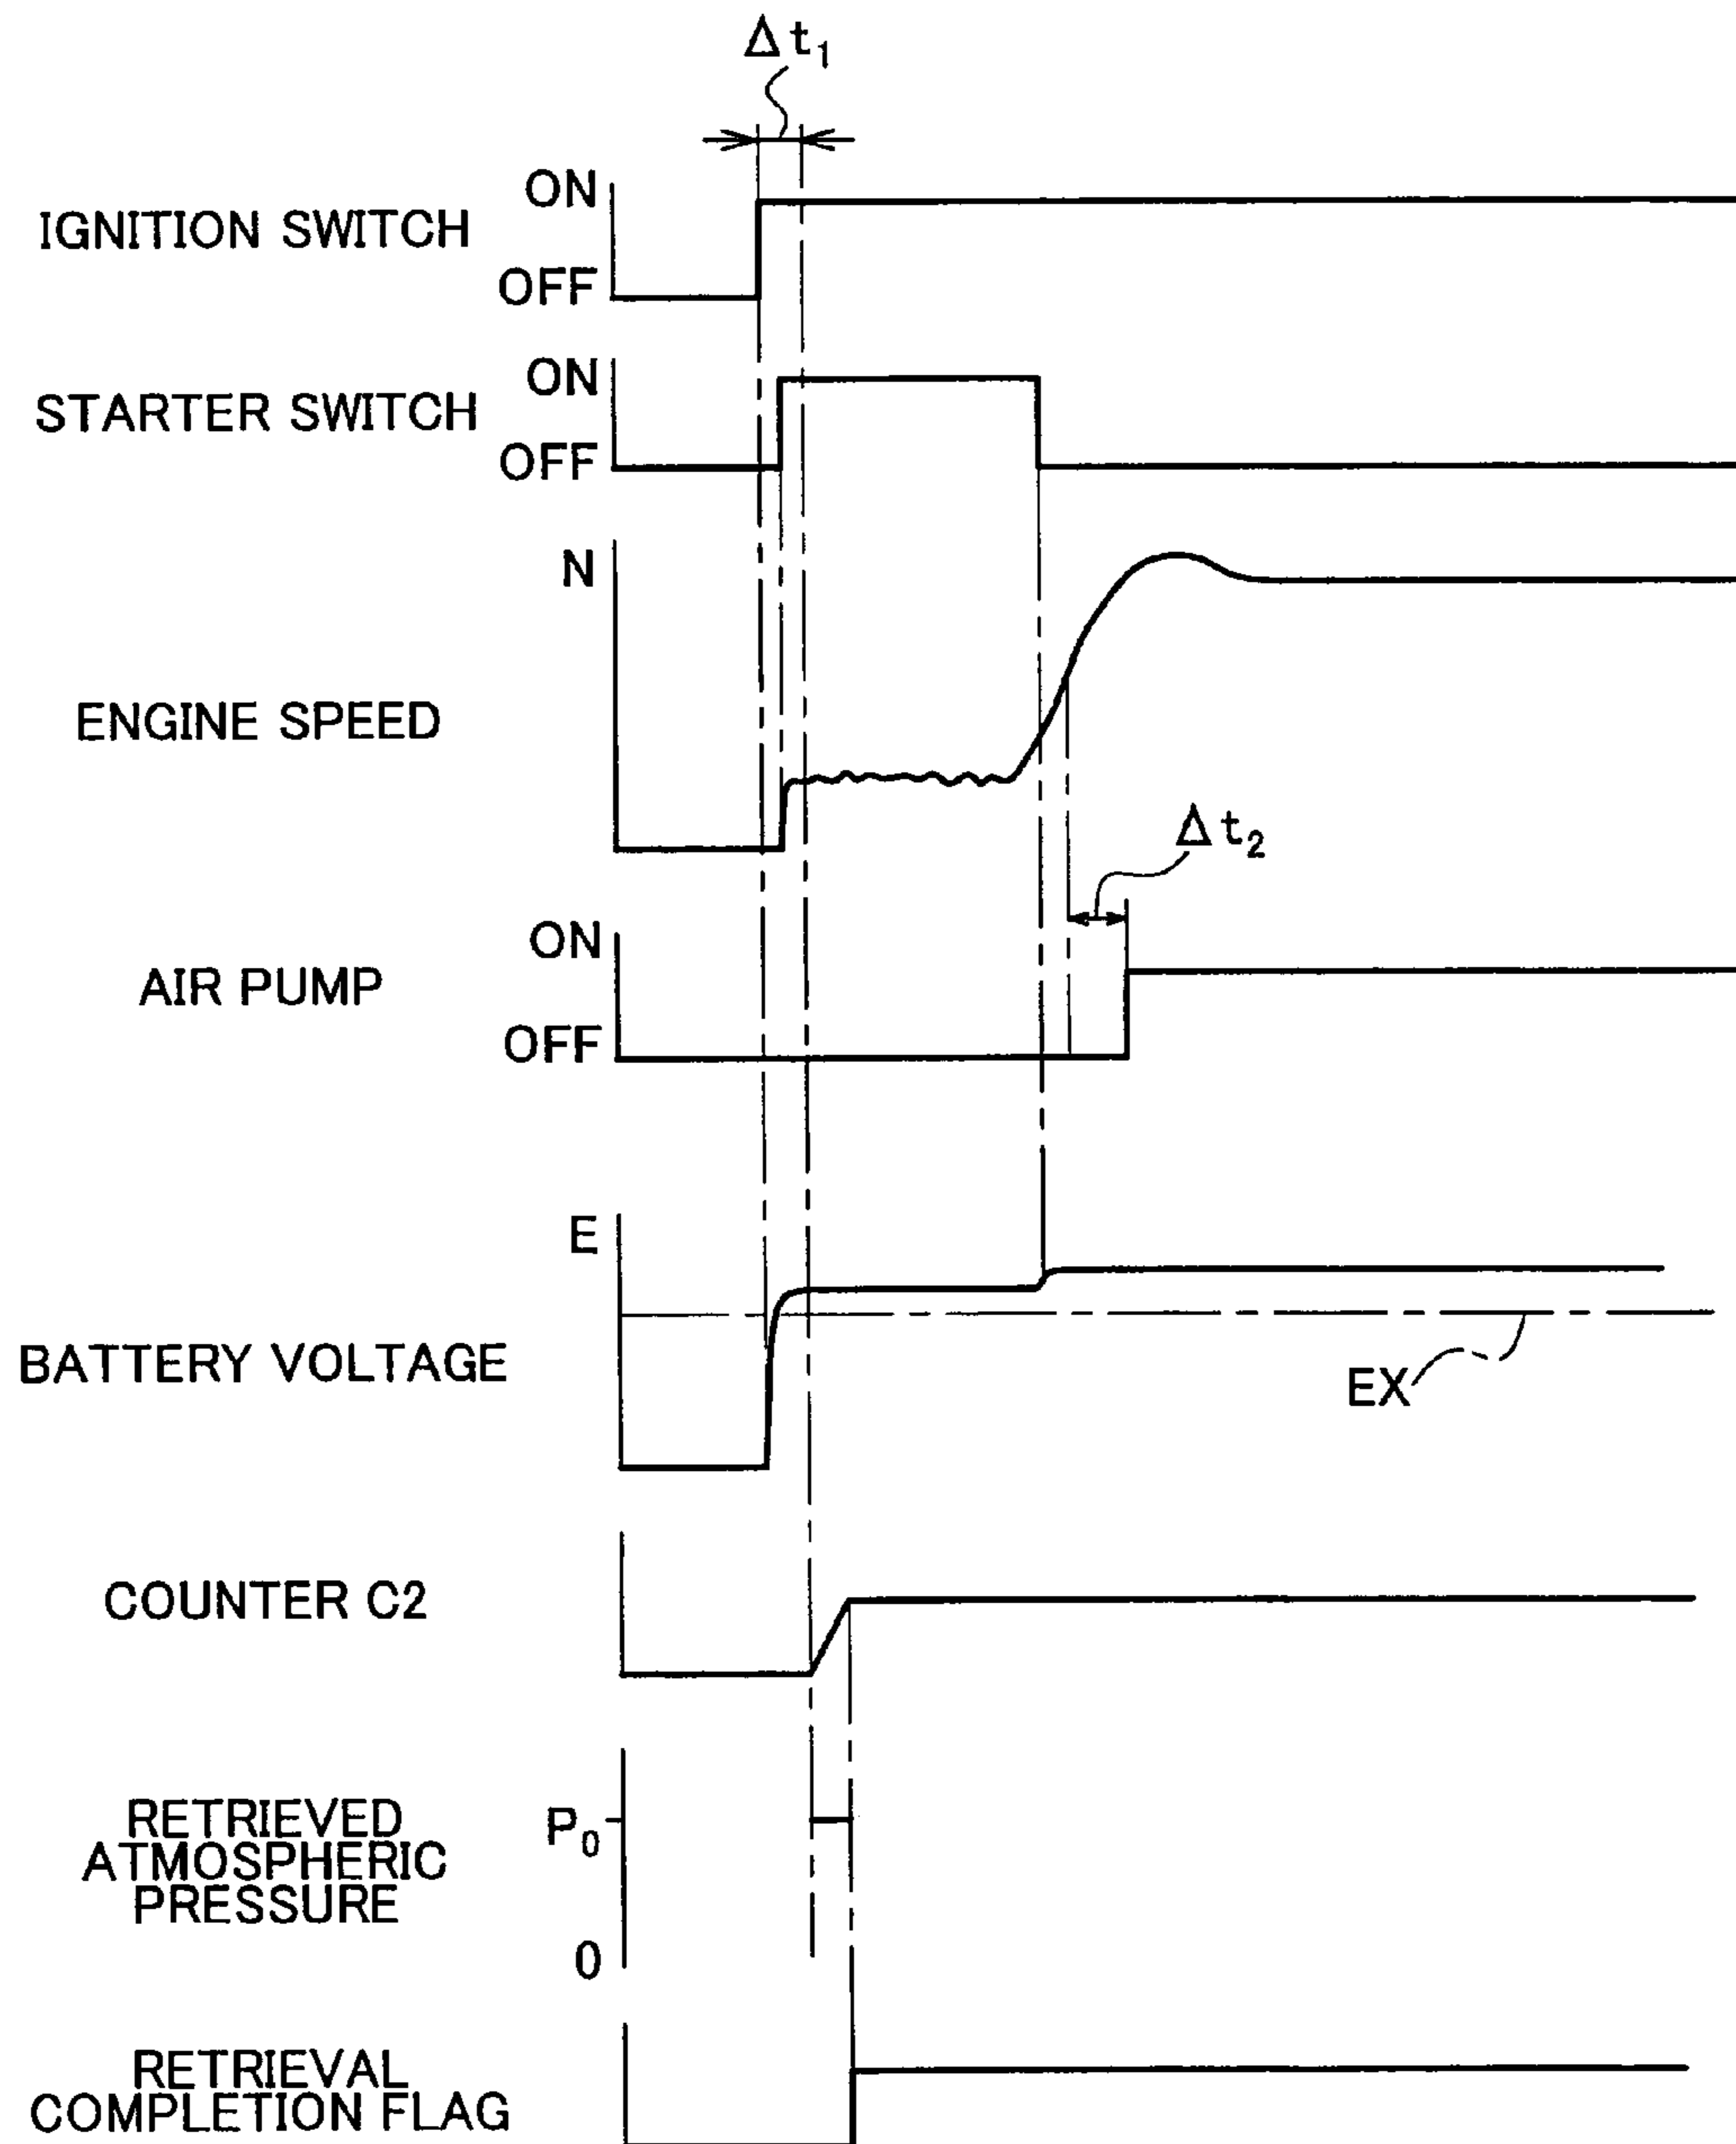 Δt₁
ON
IGNITION SWITCH
OFF
ON
STARTER SWITCH
OFF
N
ENGINE SPEED
Δt₂
ON
AIR PUMP
OFF
E
BATTERY VOLTAGE
EX
COUNTER C2
RETRIEVED
ATMOSPHERIC
PRESSURE
P₀
0
RETRIEVAL
COMPLETION FLAG